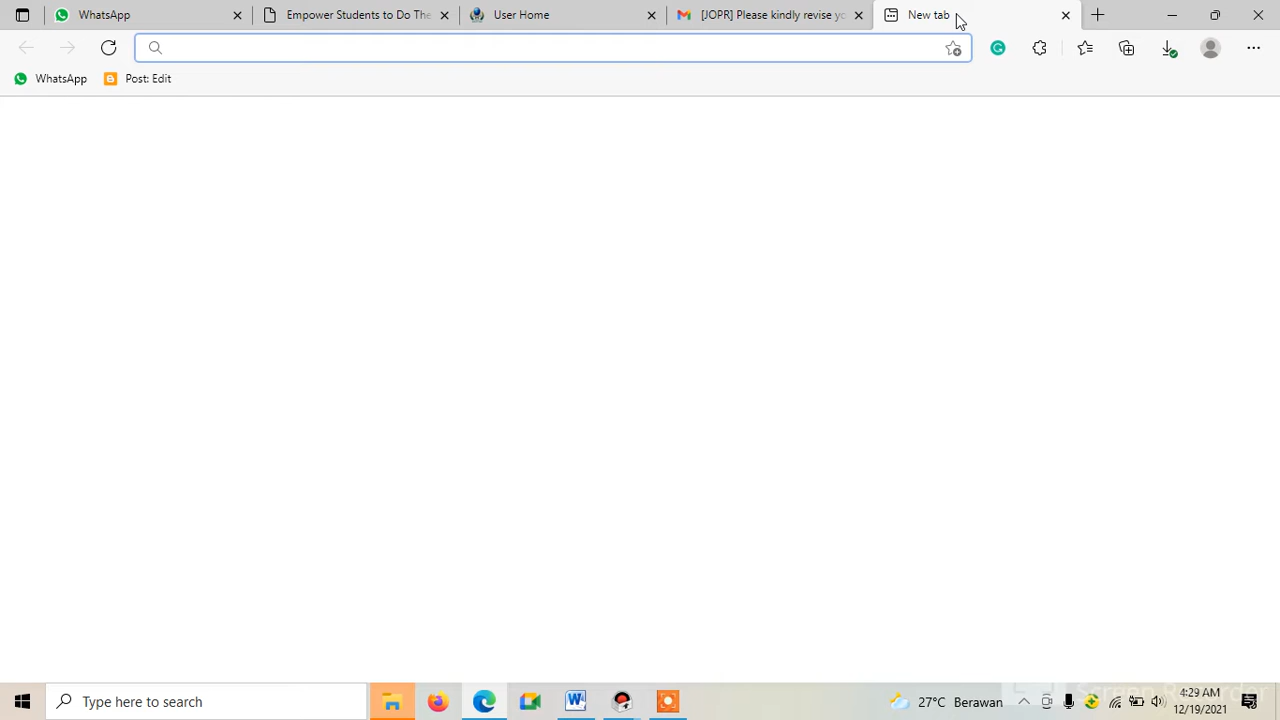 WhatsApp
Empower Students to Do The
User Home
[JOPR] Please kindly revise yo
New tab
WhatsApp
Post: Edit
Type here to search
27°C Berawan
4:29 AM
12/19/2021